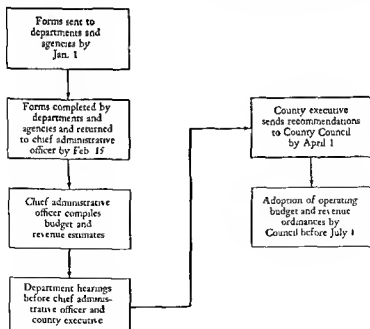 Forms sent to
departments and
agencies by
Jan. 1
Forms completed by
departments and
agencies and returned
to chief administrative
officer by Feb 15
Chief administrative
officer compiles
budget and
revenue estimates
Department hearings
before chief adminis-
trative officer and
county executive
County executive
sends recommendations
to County Council
by April 1
Adoption of operating
budget and revenue
ordinances by
Council before July 1